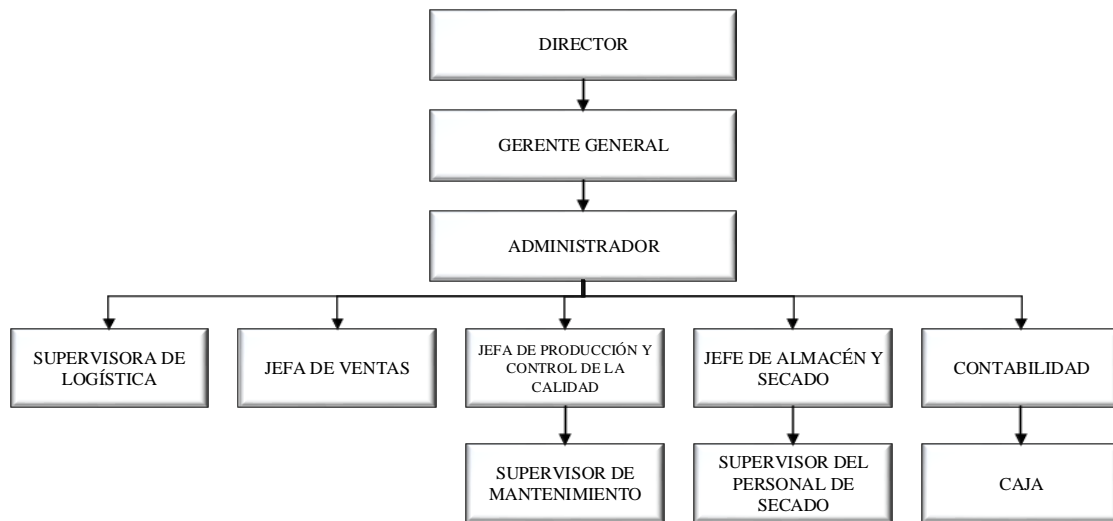 DIRECTOR
GERENTE GENERAL
ADMINISTRADOR
SUPERVISORA DE
LOGÍSTICA
JEFA DE VENTAS
JEFA DE PRODUCCIÓN Y
CONTROL DE LA
CALIDAD
JEFE DE ALMACÉN Y
SECADO
CONTABILIDAD
SUPERVISOR DE
MANTENIMIENTO
SUPERVISOR DEL
PERSONAL DE
SECADO
CAJA